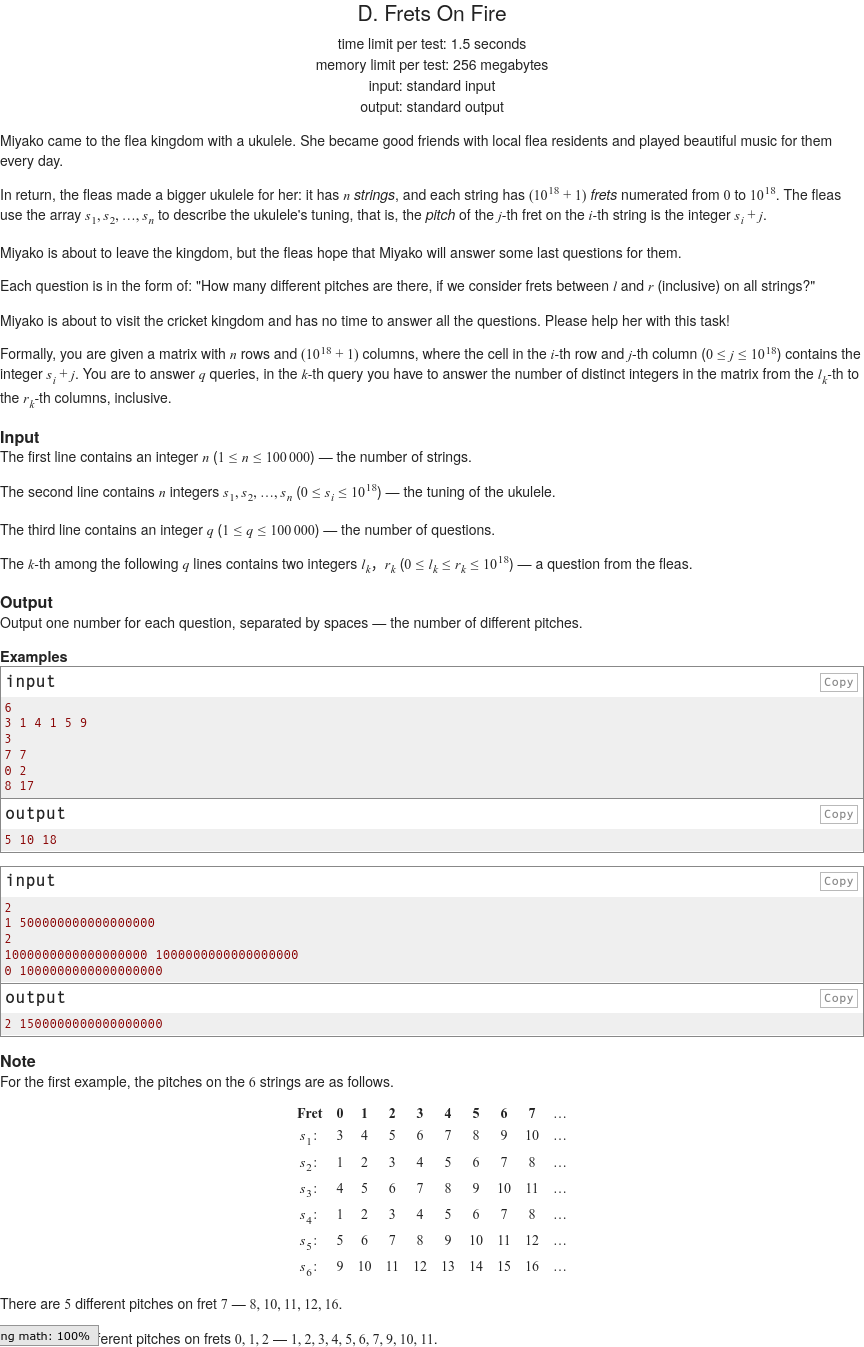 D. Frets On Fire
time limit per test: 1.5 seconds
memory limit per test: 256 megabytes
input: standard input
output: standard output
Miyako came to the flea kingdom with a ukulele. She became good friends with local flea residents and played beautiful music for them
every day.
In return, the fleas made a bigger ukulele for her: it has n strings, and each string has (10^18 + 1) frets numerated from 0 to 10^18. The fleas
use the array s_1, s_2, …, s_n to describe the ukulele's tuning, that is, the pitch of the j-th fret on the i-th string is the integer s_i + j.
Miyako is about to leave the kingdom, but the fleas hope that Miyako will answer some last questions for them.
Each question is in the form of: "How many different pitches are there, if we consider frets between l and r (inclusive) on all strings?"
Miyako is about to visit the cricket kingdom and has no time to answer all the questions. Please help her with this task!
Formally, you are given a matrix with n rows and (10^18 + 1) columns, where the cell in the i-th row and j-th column (0 ≤ j ≤ 10^18) contains the
integer s_i + j. You are to answer q queries, in the k-th query you have to answer the number of distinct integers in the matrix from the l_k-th to
the r_k-th columns, inclusive.
Input
The first line contains an integer n (1 ≤ n ≤ 100 000) — the number of strings.
The second line contains n integers s_1, s_2, …, s_n (0 ≤ s_i ≤ 10^18) — the tuning of the ukulele.
The third line contains an integer q (1 ≤ q ≤ 100 000) — the number of questions.
The k-th among the following q lines contains two integers l_k，r_k (0 ≤ l_k ≤ r_k ≤ 10^18) — a question from the fleas.
Output
Output one number for each question, separated by spaces — the number of different pitches.
Examples
input
Copy
6
3 1 4 1 5 9
3
7 7
0 2
8 17
output
Copy
5 10 18
input
Copy
2
1 500000000000000000
2
1000000000000000000 1000000000000000000
0 1000000000000000000
output
Copy
2 1500000000000000000
Note
For the first example, the pitches on the 6 strings are as follows.
Fret 0 1 2 3 4 5 6 7 …
s_1: 3 4 5 6 7 8 9 10 …
s_2: 1 2 3 4 5 6 7 8 …
s_3: 4 5 6 7 8 9 10 11 …
s_4: 1 2 3 4 5 6 7 8 …
s_5: 5 6 7 8 9 10 11 12 …
s_6: 9 10 11 12 13 14 15 16 …
There are 5 different pitches on fret 7 — 8, 10, 11, 12, 16.
ng math: 100%
ferent pitches on frets 0, 1, 2 — 1, 2, 3, 4, 5, 6, 7, 9, 10, 11.